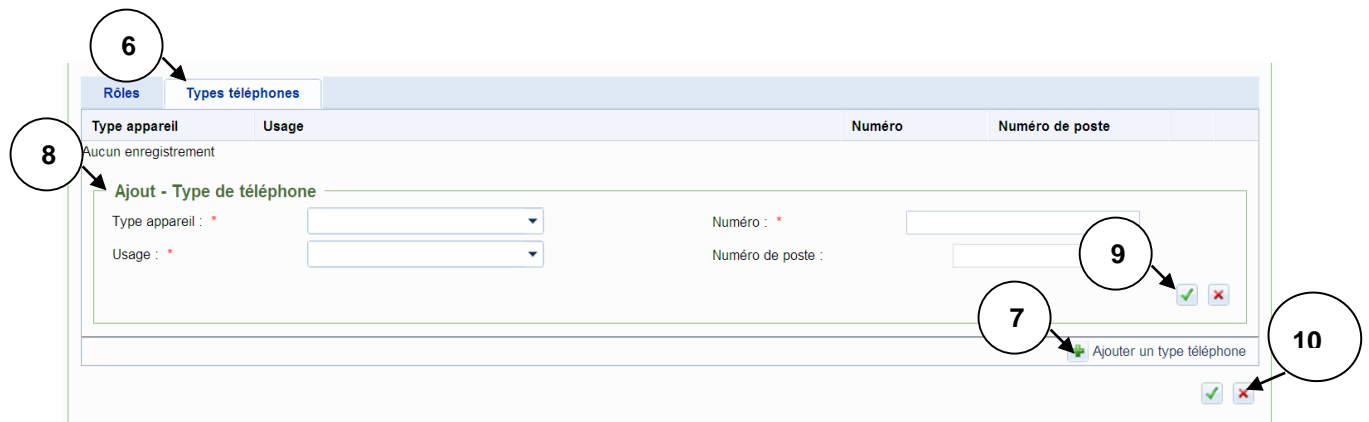 6
Rôles Types téléphones
Type appareil Usage Numéro Numéro de poste
8
Aucun enregistrement
Ajout - Type de téléphone
Type appareil : * Numéro : *
Usage : * Numéro de poste :
9
7
10
Ajouter un type téléphone